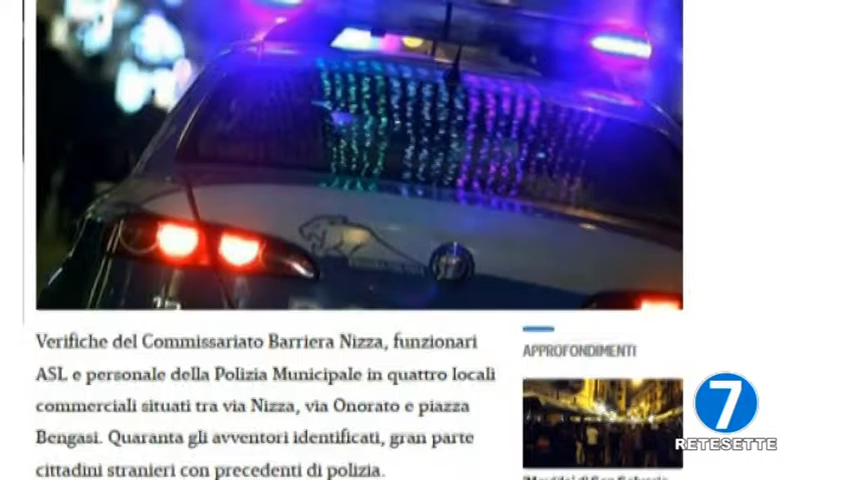 Verifiche del Commissariato Barriera Nizza, funzionari
ASL e personale della Polizia Municipale in quattro locali
commerciali situati tra via Nizza, via Onorato e piazza
Bengasi. Quaranta gli avventori identificati, gran parte
cittadini stranieri con precedenti di polizia.
APPROFONDIMENTI
7
RETESETTE